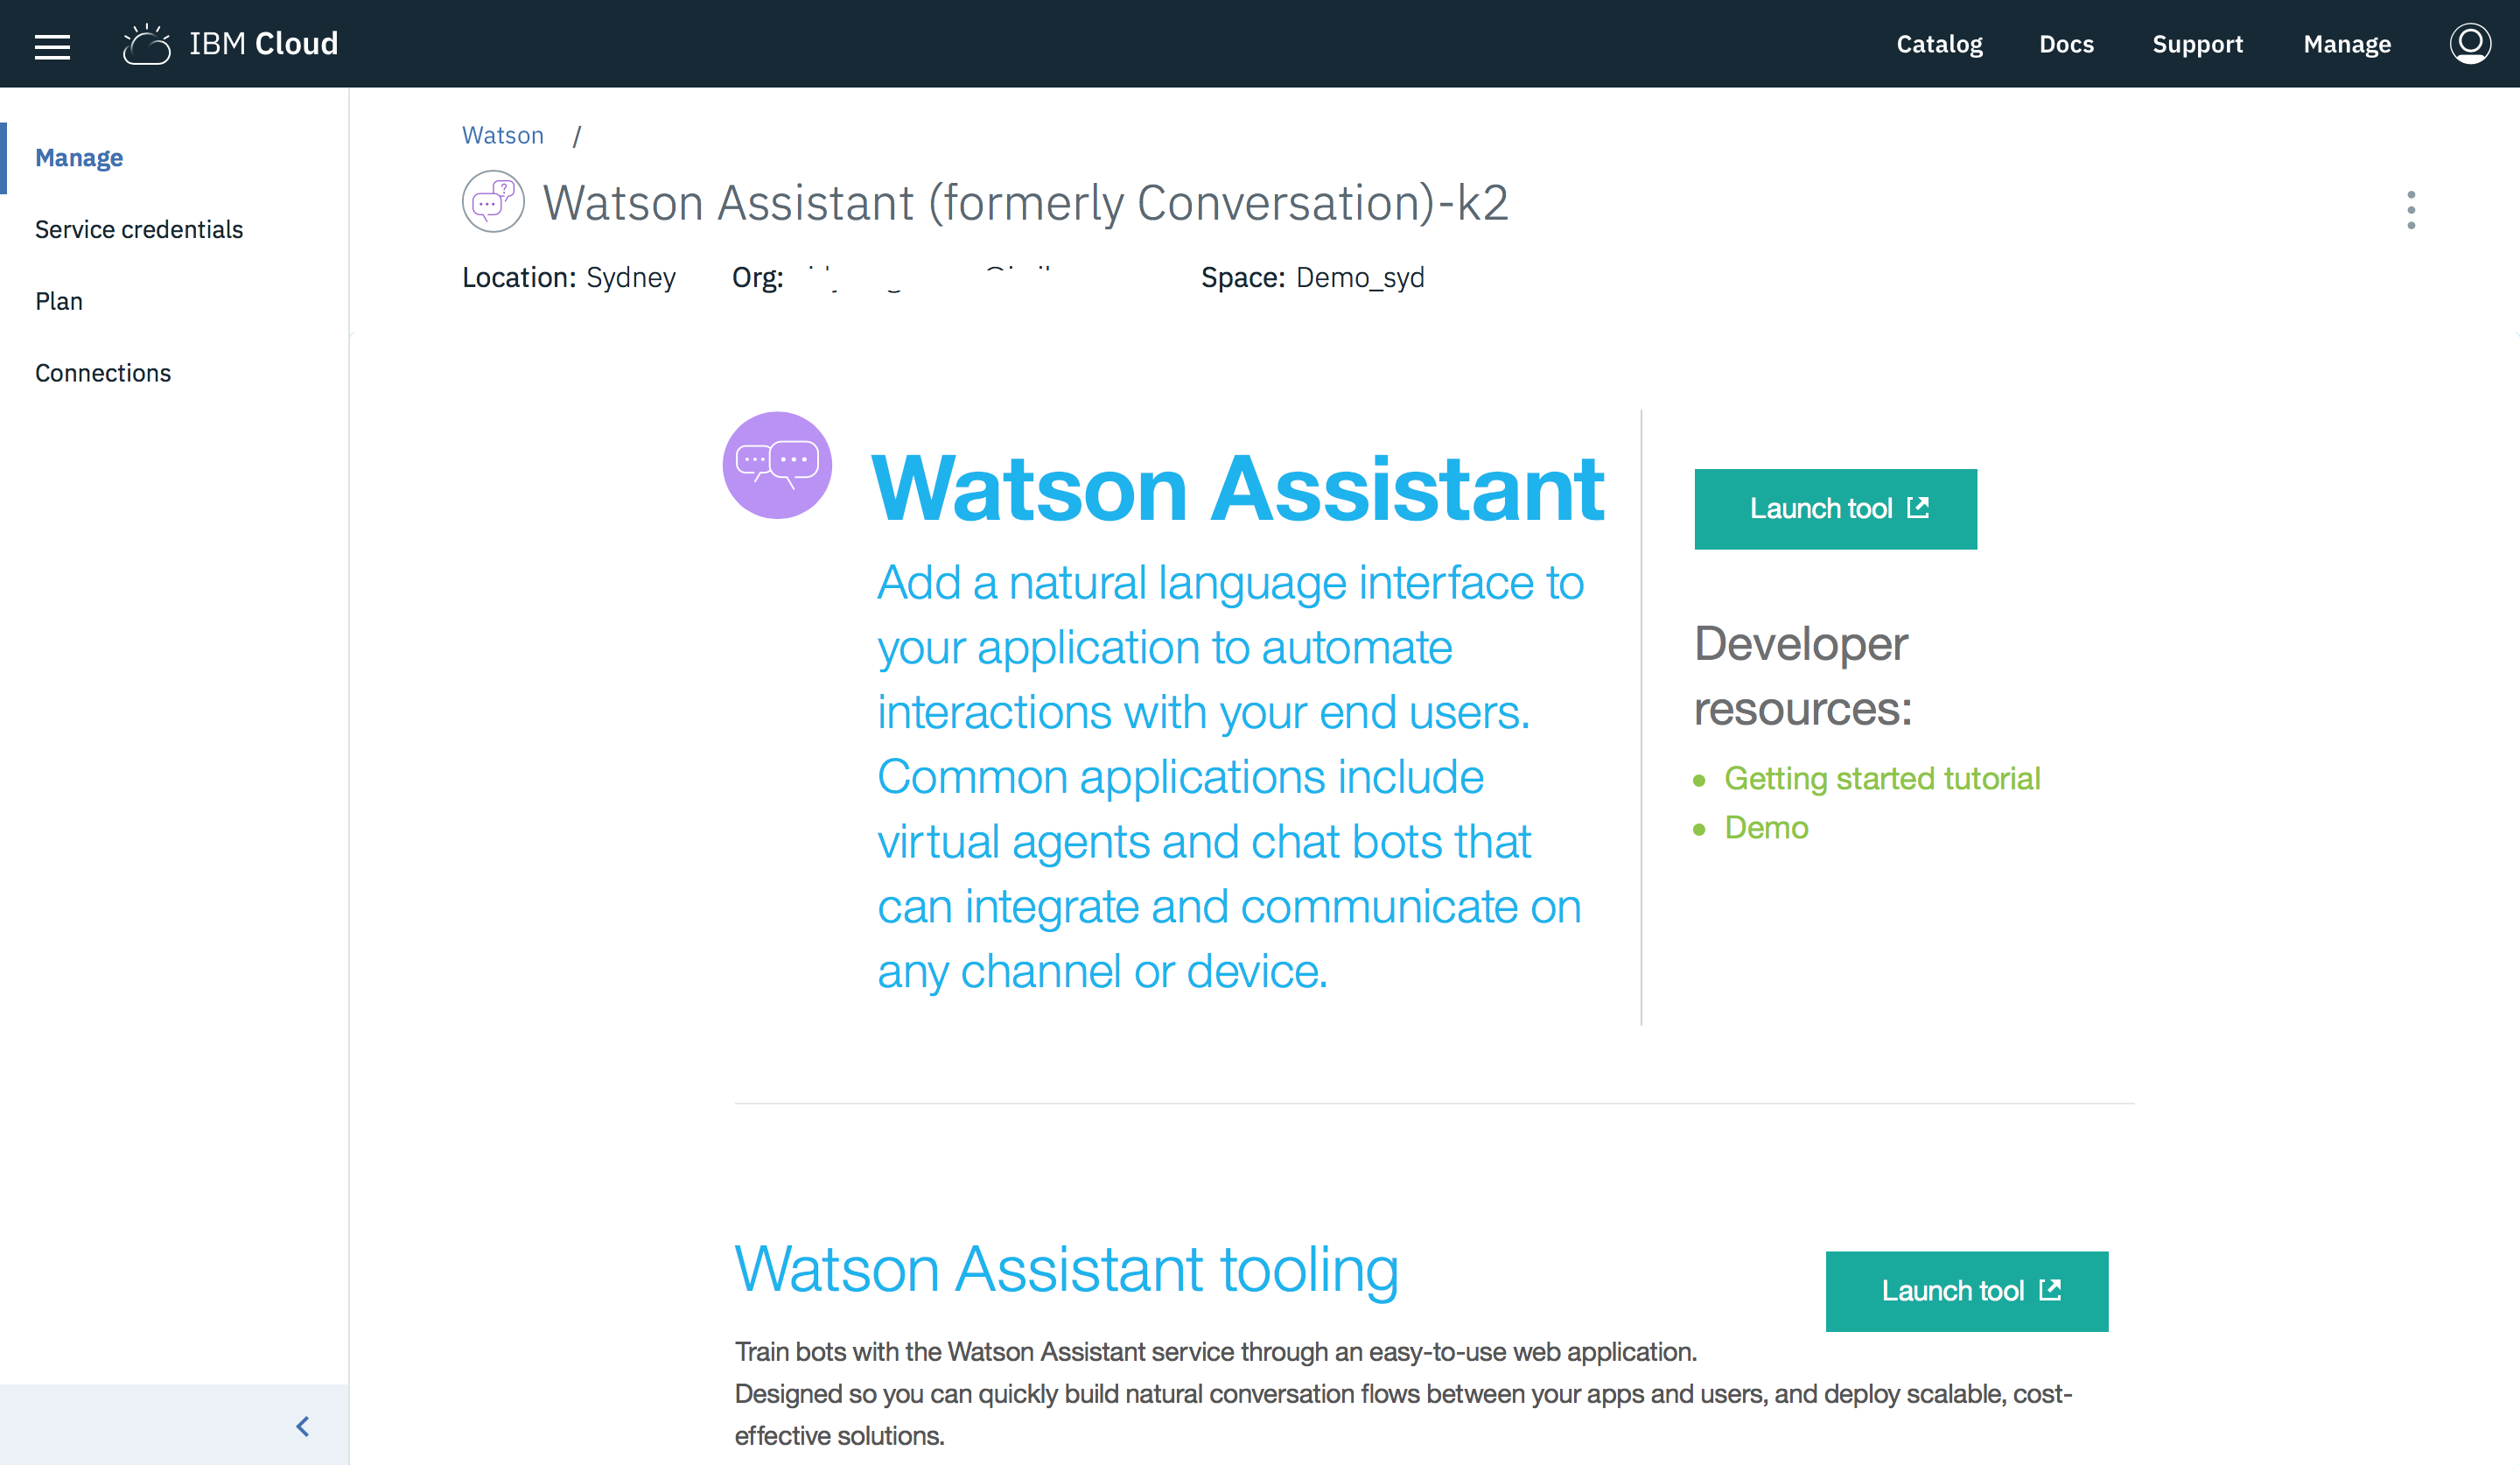 IBM Cloud
Catalog
Docs
Support
Manage
Manage
Service credentials
Plan
Connections
Watson /
Watson Assistant (formerly Conversation)-k2
Location: Sydney Org: Space: Demo_syd
Watson Assistant
Add a natural language interface to
your application to automate
interactions with your end users.
Common applications include
virtual agents and chat bots that
can integrate and communicate on
any channel or device.
Launch tool
Developer
resources:
Getting started tutorial
Demo
Watson Assistant tooling
Launch tool
Train bots with the Watson Assistant service through an easy-to-use web application.
Designed so you can quickly build natural conversation flows between your apps and users, and deploy scalable, cost-
effective solutions.